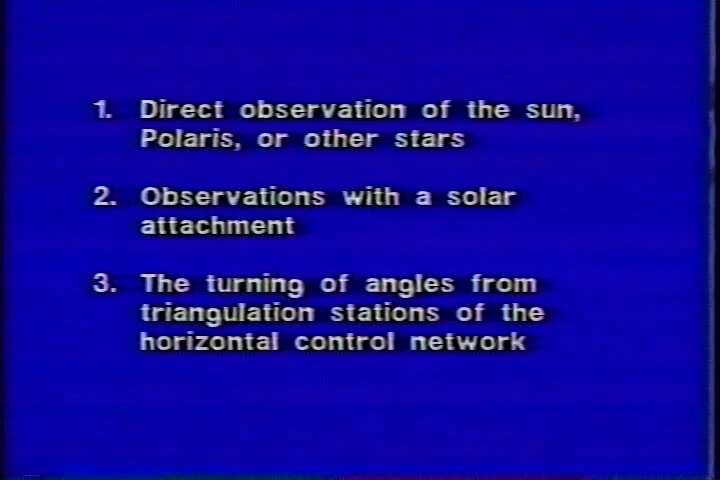 1. Direct observation of the sun,
Polaris, or other stars
2. Observations with a solar
attachment
3. The turning of angles from
triangulation stations of the
horizontal control network